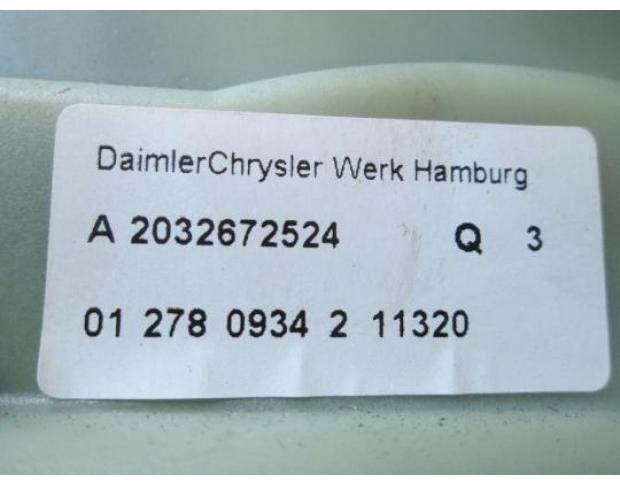 DaimlerChrysler Werk Hamburg
A 2032672524 Q 3
01 278 0934 2 11320